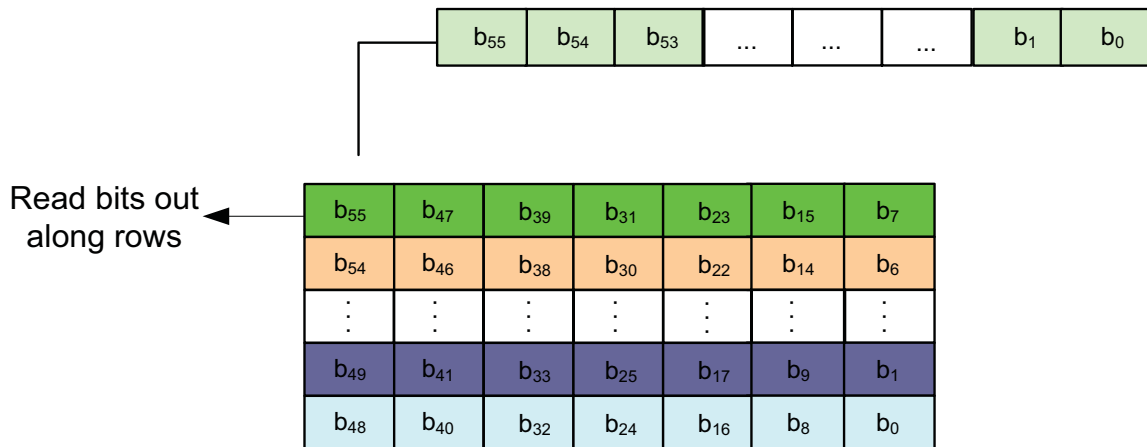 b₅₅ b₅₄ b₅₃ ... ... ... b₁ b₀
Read bits out
along rows
b₅₅ b₄₇ b₃₉ b₃₁ b₂₃ b₁₅ b₇
b₅₄ b₄₆ b₃₈ b₃₀ b₂₂ b₁₄ b₆
⋮ ⋮ ⋮ ⋮ ⋮ ⋮ ⋮
b₄₉ b₄₁ b₃₃ b₂₅ b₁₇ b₉ b₁
b₄₈ b₄₀ b₃₂ b₂₄ b₁₆ b₈ b₀